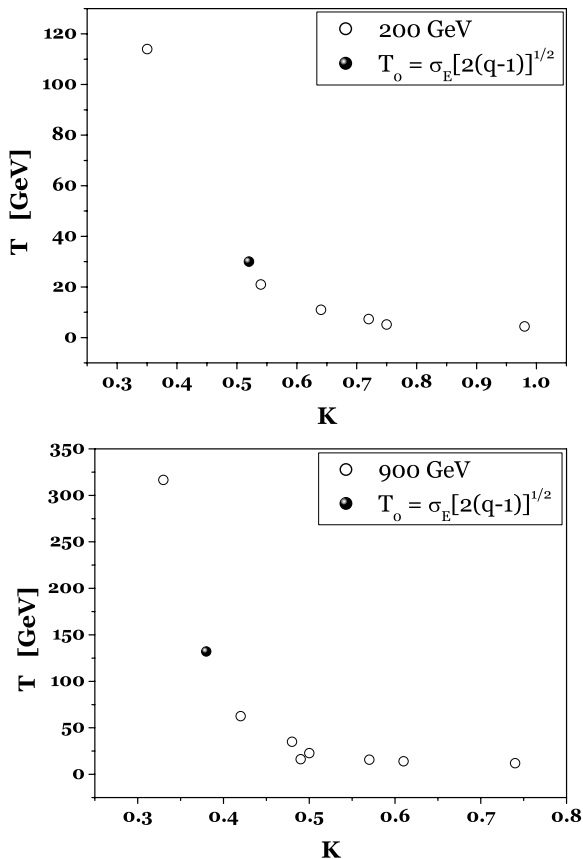 120
100
80
60
40
20
0
T [GeV]
200 GeV
T₀ = σ_E[2(q-1)]^1/2
0.3 0.4 0.5 0.6 0.7 0.8 0.9 1.0
K
350
300
250
200
150
100
50
0
T [GeV]
900 GeV
T₀ = σ_E[2(q-1)]^1/2
0.3 0.4 0.5 0.6 0.7 0.8
K